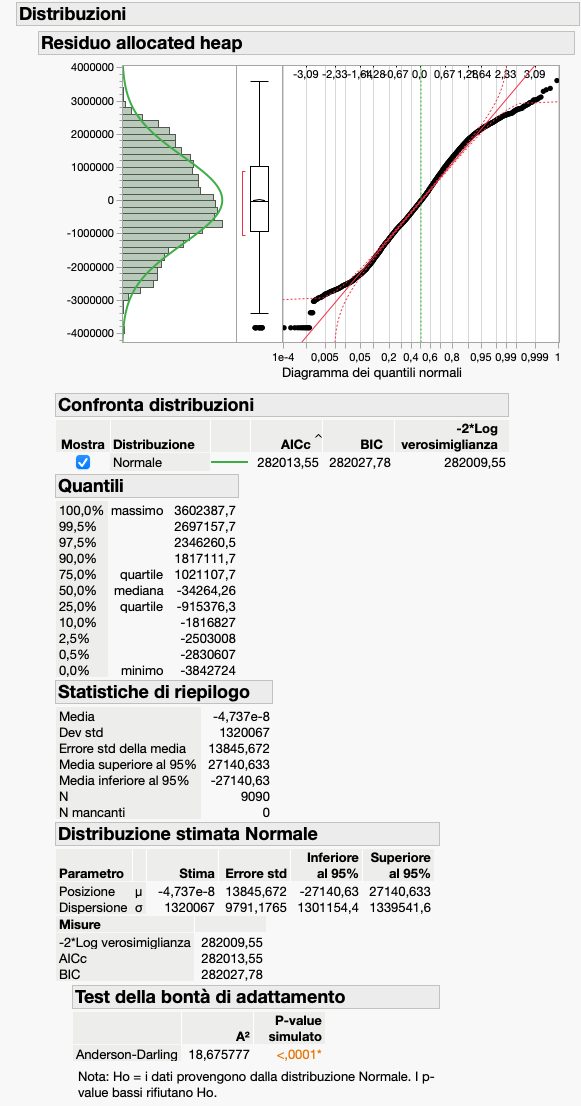 Distribuzioni
Residuo allocated heap
4000000
3000000
2000000
1000000
0
-1000000
-2000000
-3000000
-4000000
-3,09 -2,33 -1,64 -1,28 -0,67 0,0 0,67 1,28 1,64 2,33 3,09
1e-4 0,005 0,05 0,2 0,4 0,6 0,8 0,95 0,99 0,999 1
Diagramma dei quantili normali
Confronta distribuzioni
Mostra Distribuzione AICc ^ BIC -2*Log verosimiglianza
Normale 282013,55 282027,78 282009,55
Quantili
100,0% massimo 3602387,7
99,5% 2697157,7
97,5% 2346260,5
90,0% 1817111,7
75,0% quartile 1021107,7
50,0% mediana -34264,26
25,0% quartile -915376,3
10,0% -1816827
2,5% -2503008
0,5% -2830607
0,0% minimo -3842724
Statistiche di riepilogo
Media -4,737e-8
Dev std 1320067
Errore std della media 13845,672
Media superiore al 95% 27140,633
Media inferiore al 95% -27140,63
N 9090
N mancanti 0
Distribuzione stimata Normale
Parametro Stima Errore std Inferiore al 95% Superiore al 95%
Posizione μ -4,737e-8 13845,672 -27140,63 27140,633
Dispersione σ 1320067 9791,1765 1301154,4 1339541,6
Misure
-2*Log verosimiglianza 282009,55
AICc 282013,55
BIC 282027,78
Test della bontà di adattamento
A² P-value simulato
Anderson-Darling 18,675777 <,0001*
Nota: Ho = i dati provengono dalla distribuzione Normale. I p-
value bassi rifiutano Ho.